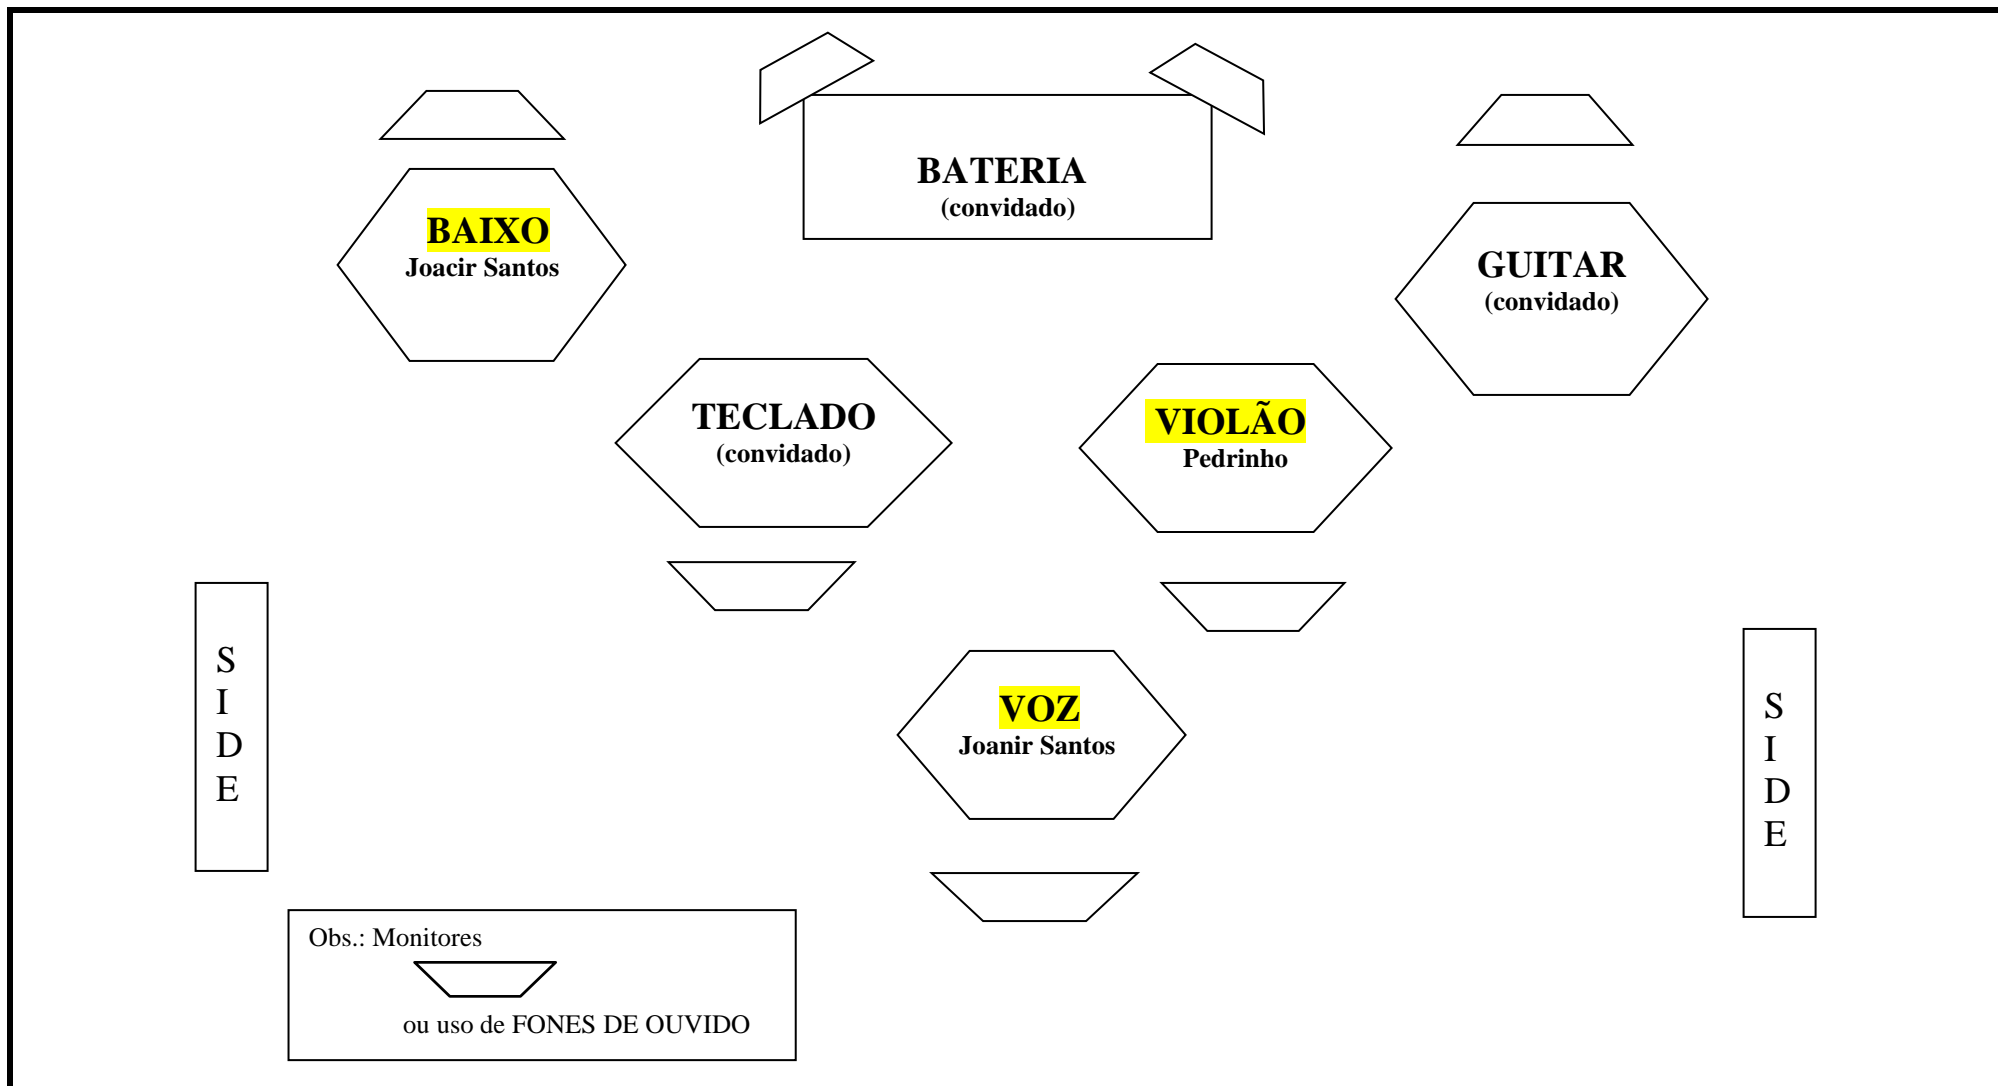 BATERIA
(convidado)
BAIXO
Joacir Santos
GUITAR
(convidado)
TECLADO
(convidado)
VIOLÃO
Pedrinho
S
I
D
E
VOZ
Joanir Santos
S
I
D
E
Obs.: Monitores
ou uso de FONES DE OUVIDO